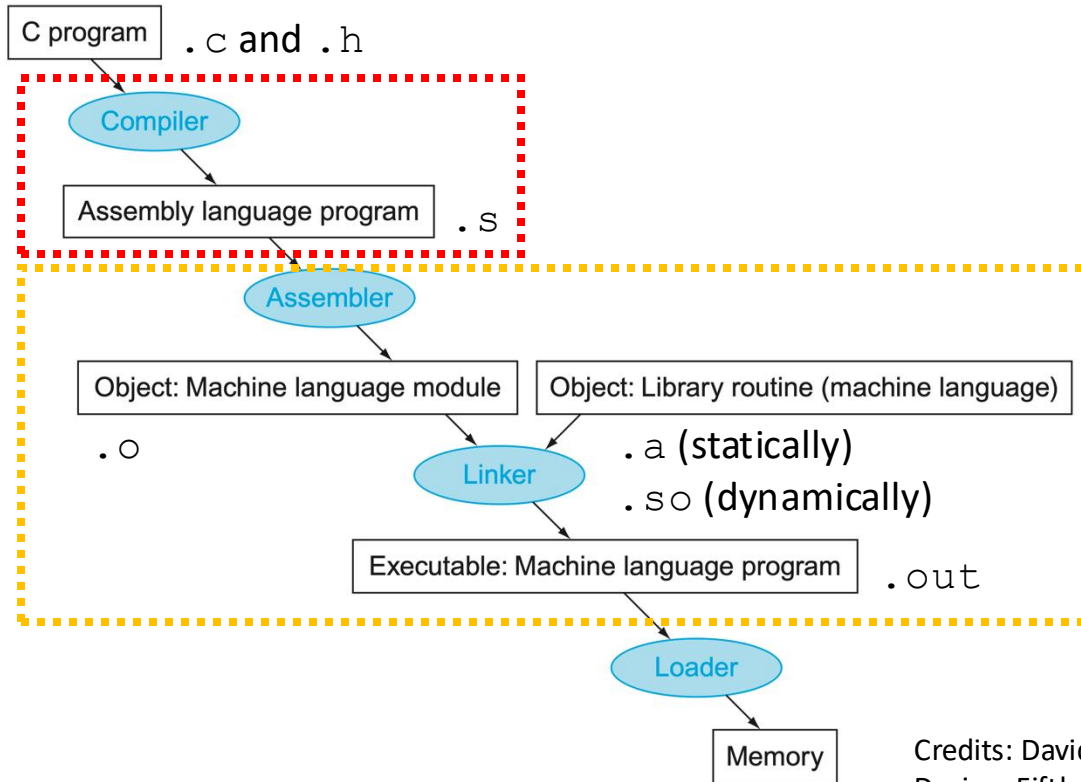 C program
.c and .h
Compiler
Assembly language program
.s
Assembler
Object: Machine language module
Object: Library routine (machine language)
.o
.a (statically)
Linker
.so (dynamically)
Executable: Machine language program
.out
Loader
Memory
Credits: David